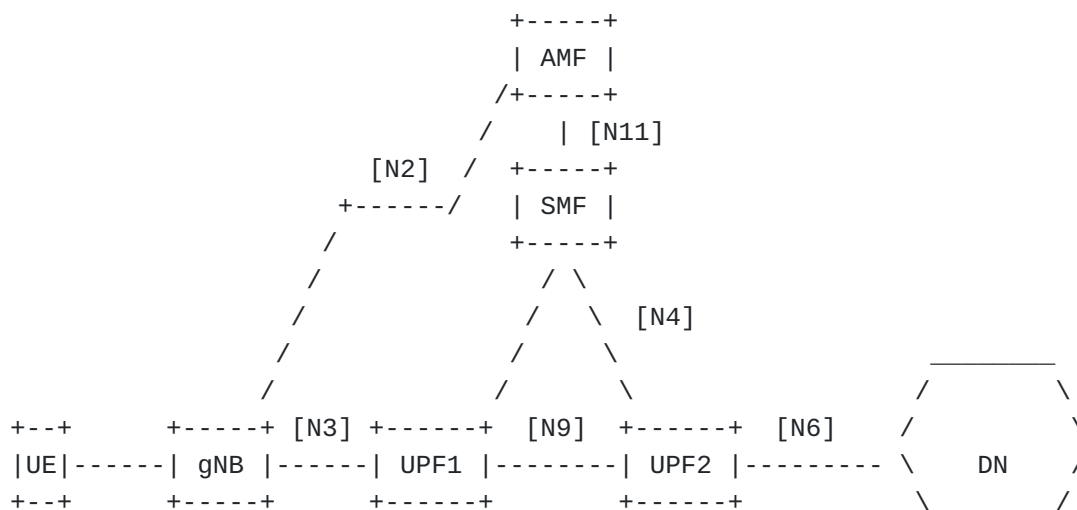 AMF
[N11]
[N2]
SMF
[N4]
[N3] [N9] [N6]
UE gNB UPF1 UPF2 DN